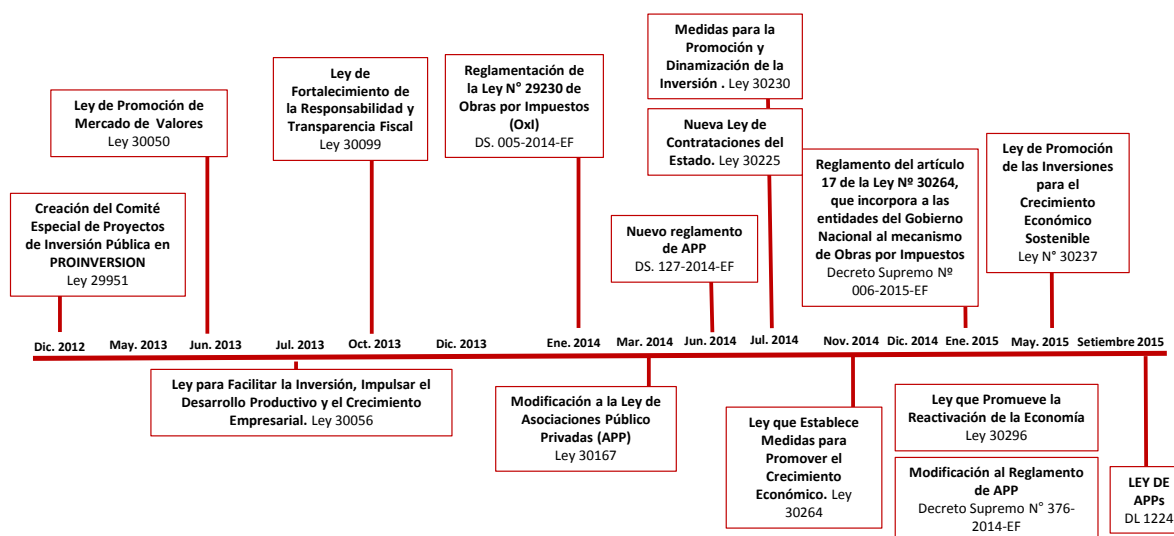 Creación del Comité
Especial de Proyectos
de Inversión Pública en
PROINVERSION
Ley 29951
Ley de Promoción de
Mercado de Valores
Ley 30050
Ley de
Fortalecimiento de
la Responsabilidad y
Transparencia Fiscal
Ley 30099
Reglamentación de
la Ley N° 29230 de
Obras por Impuestos
(OxI)
DS. 005-2014-EF
Nuevo reglamento
de APP
DS. 127-2014-EF
Medidas para la
Promoción y
Dinamización de la
Inversión . Ley 30230
Nueva Ley de
Contrataciones del
Estado. Ley 30225
Reglamento del artículo
17 de la Ley Nº 30264,
que incorpora a las
entidades del Gobierno
Nacional al mecanismo
de Obras por Impuestos
Decreto Supremo Nº
006-2015-EF
Ley de Promoción
de las Inversiones
para el
Crecimiento
Económico
Sostenible
Ley N° 30237
Dic. 2012 May. 2013 Jun. 2013 Jul. 2013 Oct. 2013 Dic. 2013 Ene. 2014 Mar. 2014 Jun. 2014 Jul. 2014 Nov. 2014 Dic. 2014 Ene. 2015 May. 2015 Setiembre 2015
Ley para Facilitar la Inversión, Impulsar el
Desarrollo Productivo y el Crecimiento
Empresarial. Ley 30056
Modificación a la Ley de
Asociaciones Público
Privadas (APP)
Ley 30167
Ley que Establece
Medidas para
Promover el
Crecimiento
Económico. Ley
30264
Ley que Promueve la
Reactivación de la Economía
Ley 30296
Modificación al Reglamento
de APP
Decreto Supremo N° 376-
2014-EF
LEY DE
APPs
DL 1224